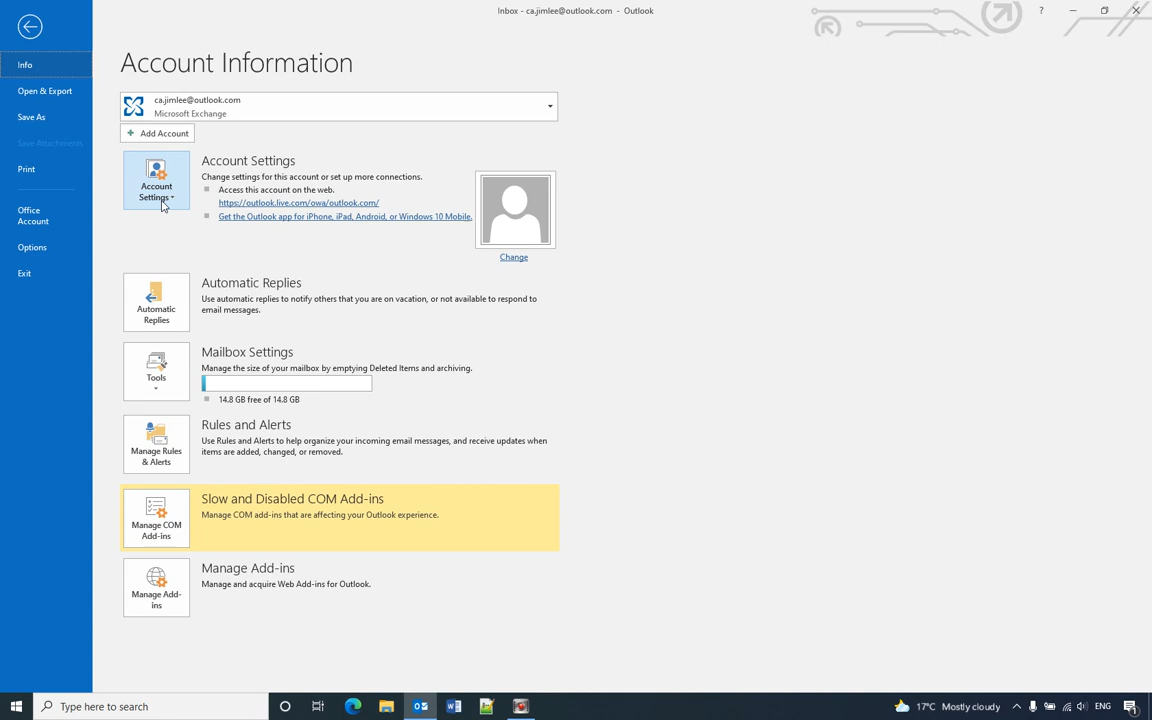 Inbox - ca.jimlee@outlook.com - Outlook
?
Info
Open & Export
Save As
Save Attachments
Print
Office
Account
Options
Exit
Account Information
ca.jimlee@outlook.com
Microsoft Exchange
+ Add Account
Account
Settings
Account Settings
Change settings for this account or set up more connections.
Access this account on the web.
https://outlook.live.com/owa/outlook.com/
Get the Outlook app for iPhone, iPad, Android, or Windows 10 Mobile.
Change
Automatic
Replies
Automatic Replies
Use automatic replies to notify others that you are on vacation, or not available to respond to
email messages.
Tools
Mailbox Settings
Manage the size of your mailbox by emptying Deleted Items and archiving.
14.8 GB free of 14.8 GB
Manage Rules
& Alerts
Rules and Alerts
Use Rules and Alerts to help organize your incoming email messages, and receive updates when
items are added, changed, or removed.
Manage COM
Add-ins
Slow and Disabled COM Add-ins
Manage COM add-ins that are affecting your Outlook experience.
Manage Add-
ins
Manage Add-ins
Manage and acquire Web Add-ins for Outlook.
Type here to search
17°C Mostly cloudy
ENG
1